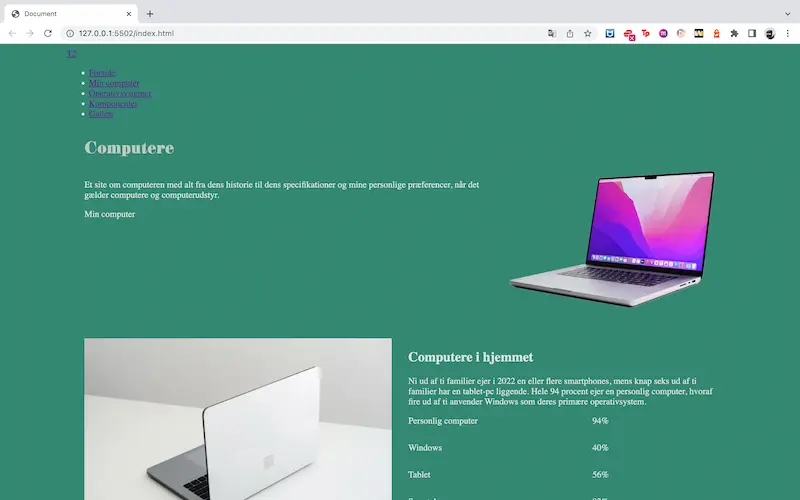 Document
127.0.0.1:5502/index.html
12
Forside
Min computer
Operativsystemer
Komponenter
Galleri
Computere
Et site om computeren med alt fra dens historie til dens specifikationer og mine personlige præferencer, når det
gælder computere og computerudstyr.
Min computer
Computere i hjemmet
Ni ud af ti familier ejer i 2022 en eller flere smartphones, mens knap seks ud af ti
familier har en tablet-pc liggende. Hele 94 procent ejer en personlig computer, hvoraf
fire ud af ti anvender Windows som deres primære operativsystem.
Personlig computer 94%
Windows 40%
Tablet 56%